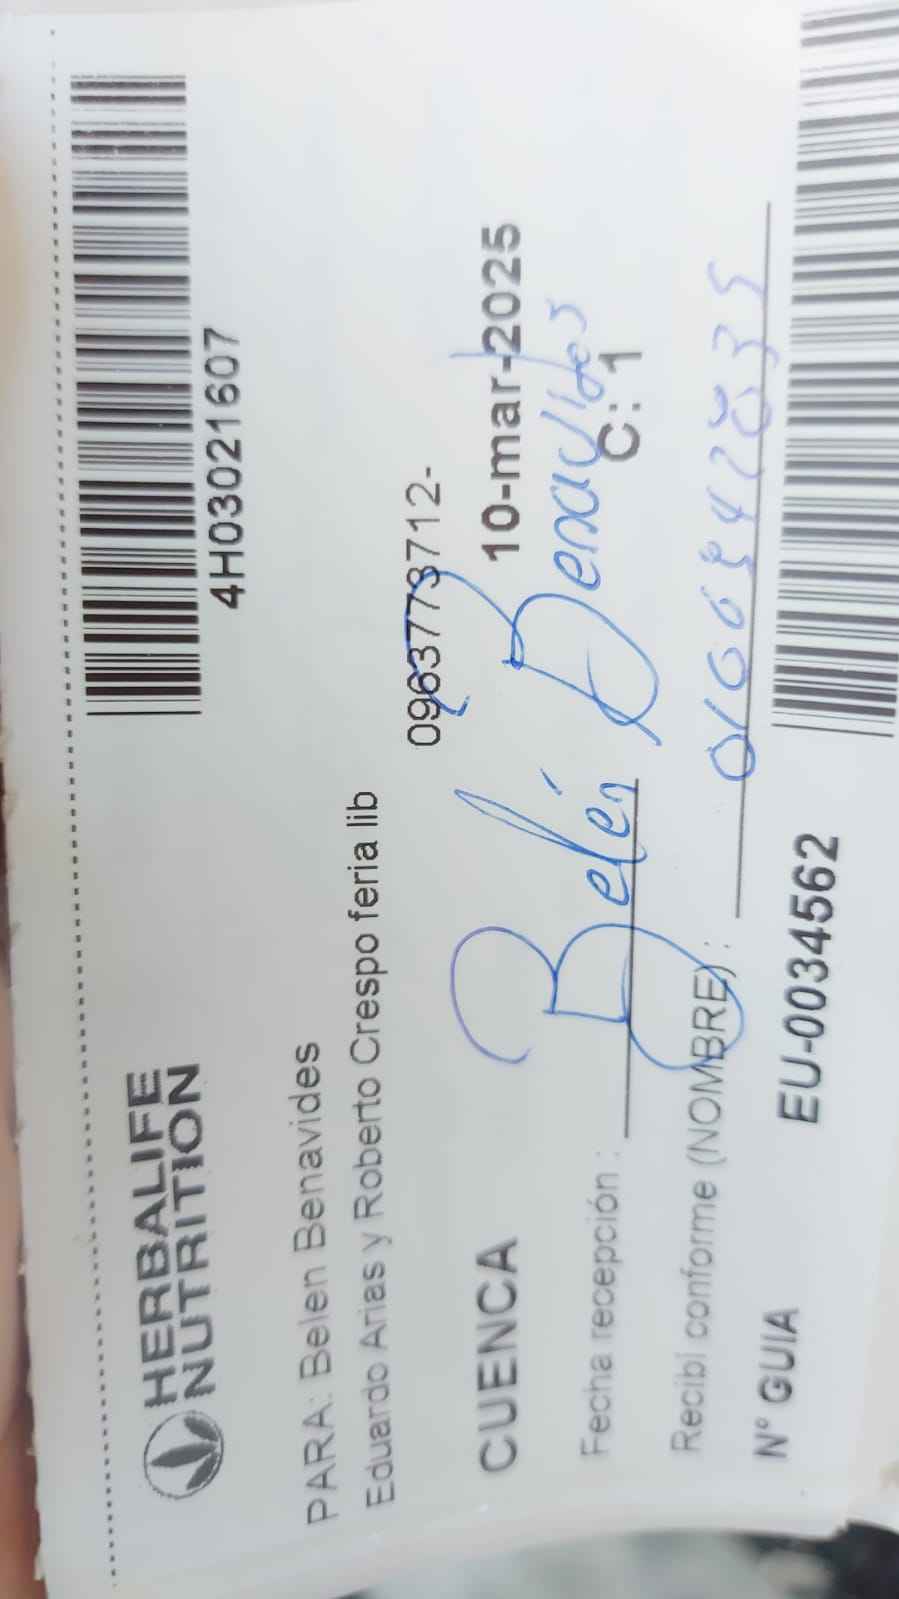 HERBALIFE
NUTRITION
4H03021607
PARA: Belen Benavides
Eduardo Arias y Roberto Crespo feria lib
0963773712-
CUENCA
10-mar-2025
Fecha recepción :
Belén Benavides
C: 1
Recibi conforme (NOMBRE) :
N° GUIA
EU-0034562